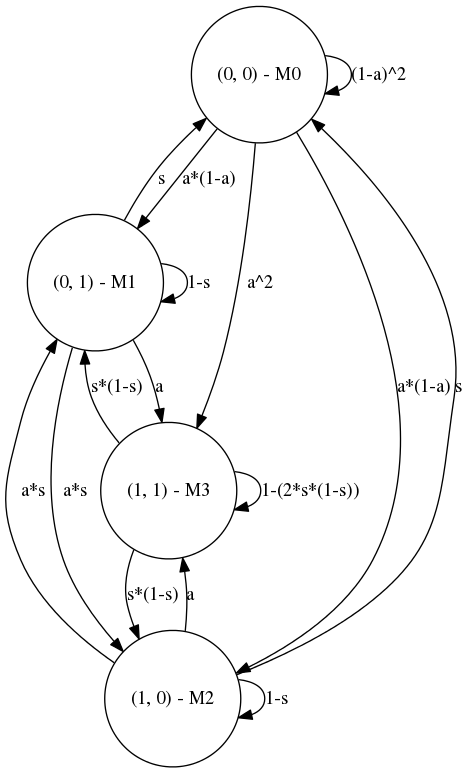 (0, 0) - M0
(1-a)^2
s
a*(1-a)
(0, 1) - M1
1-s
a^2
s*(1-s)
a
a*(1-a)
s
a*s
a*s
(1, 1) - M3
1-(2*s*(1-s))
s*(1-s)
a
(1, 0) - M2
1-s